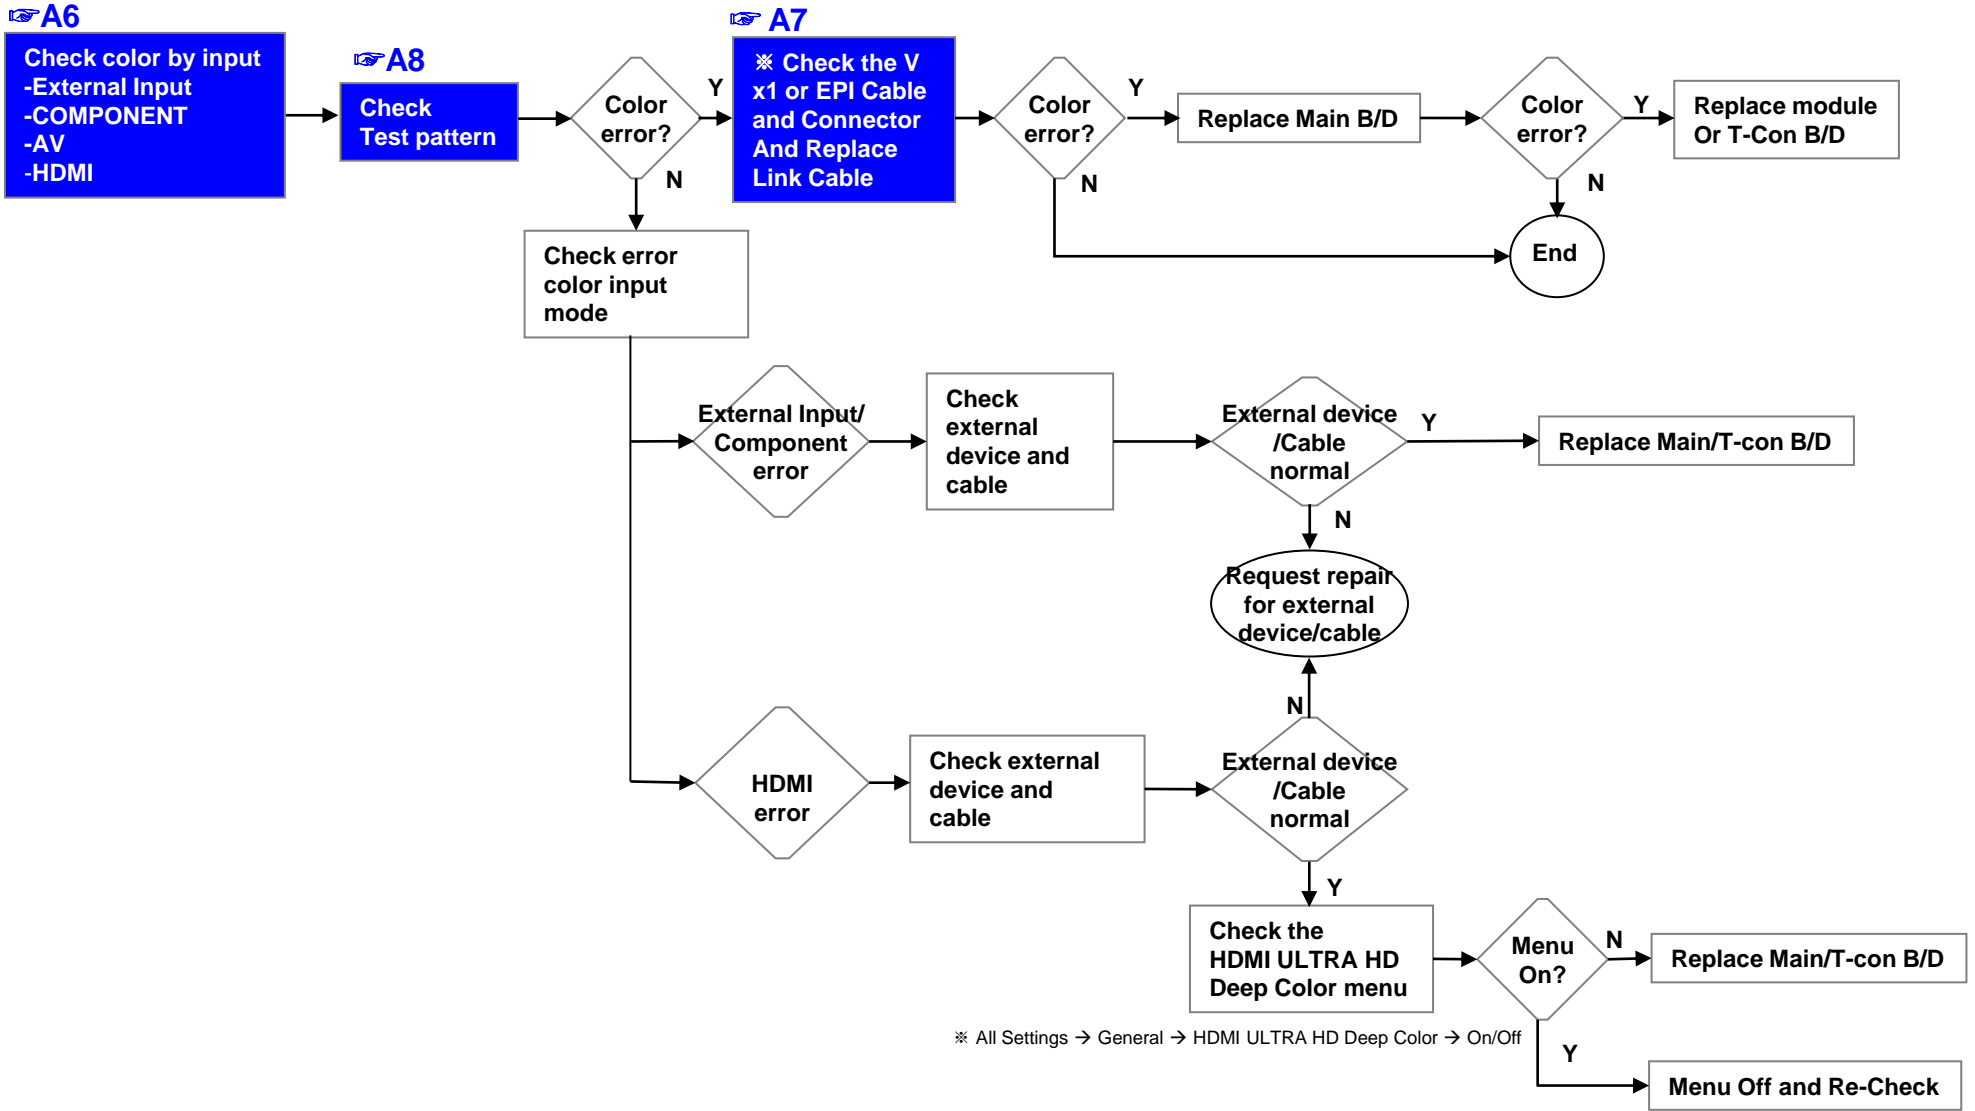 ☞A6
Check color by input
-External Input
-COMPONENT
-AV
-HDMI
☞A8
Check
Test pattern
Color
error?
Y
N
☞ A7
※ Check the V
x1 or EPI Cable
and Connector
And Replace
Link Cable
Color
error?
Y
N
Replace Main B/D
Color
error?
Y
N
Replace module
Or T-Con B/D
End
Check error
color input
mode
External Input/
Component
error
Check
external
device and
cable
External device
/Cable
normal
Y
N
Replace Main/T-con B/D
Request repair
for external
device/cable
N
HDMI
error
Check external
device and
cable
External device
/Cable
normal
Y
Check the
HDMI ULTRA HD
Deep Color menu
Menu
On?
N
Replace Main/T-con B/D
※ All Settings → General → HDMI ULTRA HD Deep Color → On/Off
Y
Menu Off and Re-Check